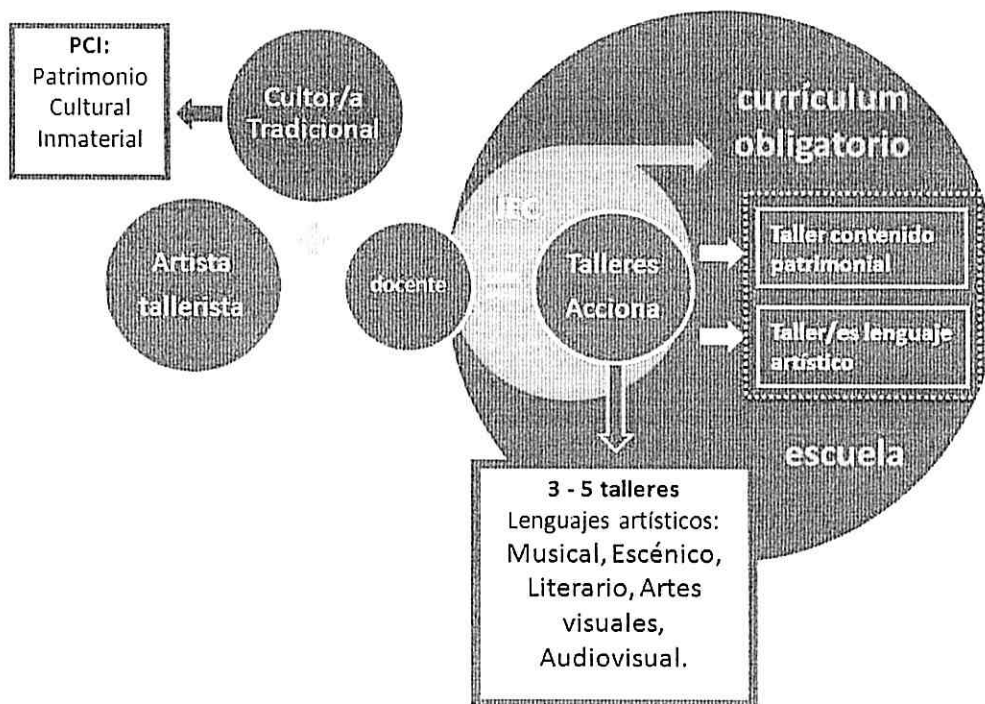 PCI:
Patrimonio
Cultural
Inmaterial
Cultor/a
Tradicional
Artista
tallerista
docente
=
Talleres
Acciona
currículum
obligatorio
Taller contenido
patrimonial
Taller/es lenguaje
artístico
escuela
3 - 5 talleres
Lenguajes artísticos:
Musical, Escénico,
Literario, Artes
visuales,
Audiovisual.